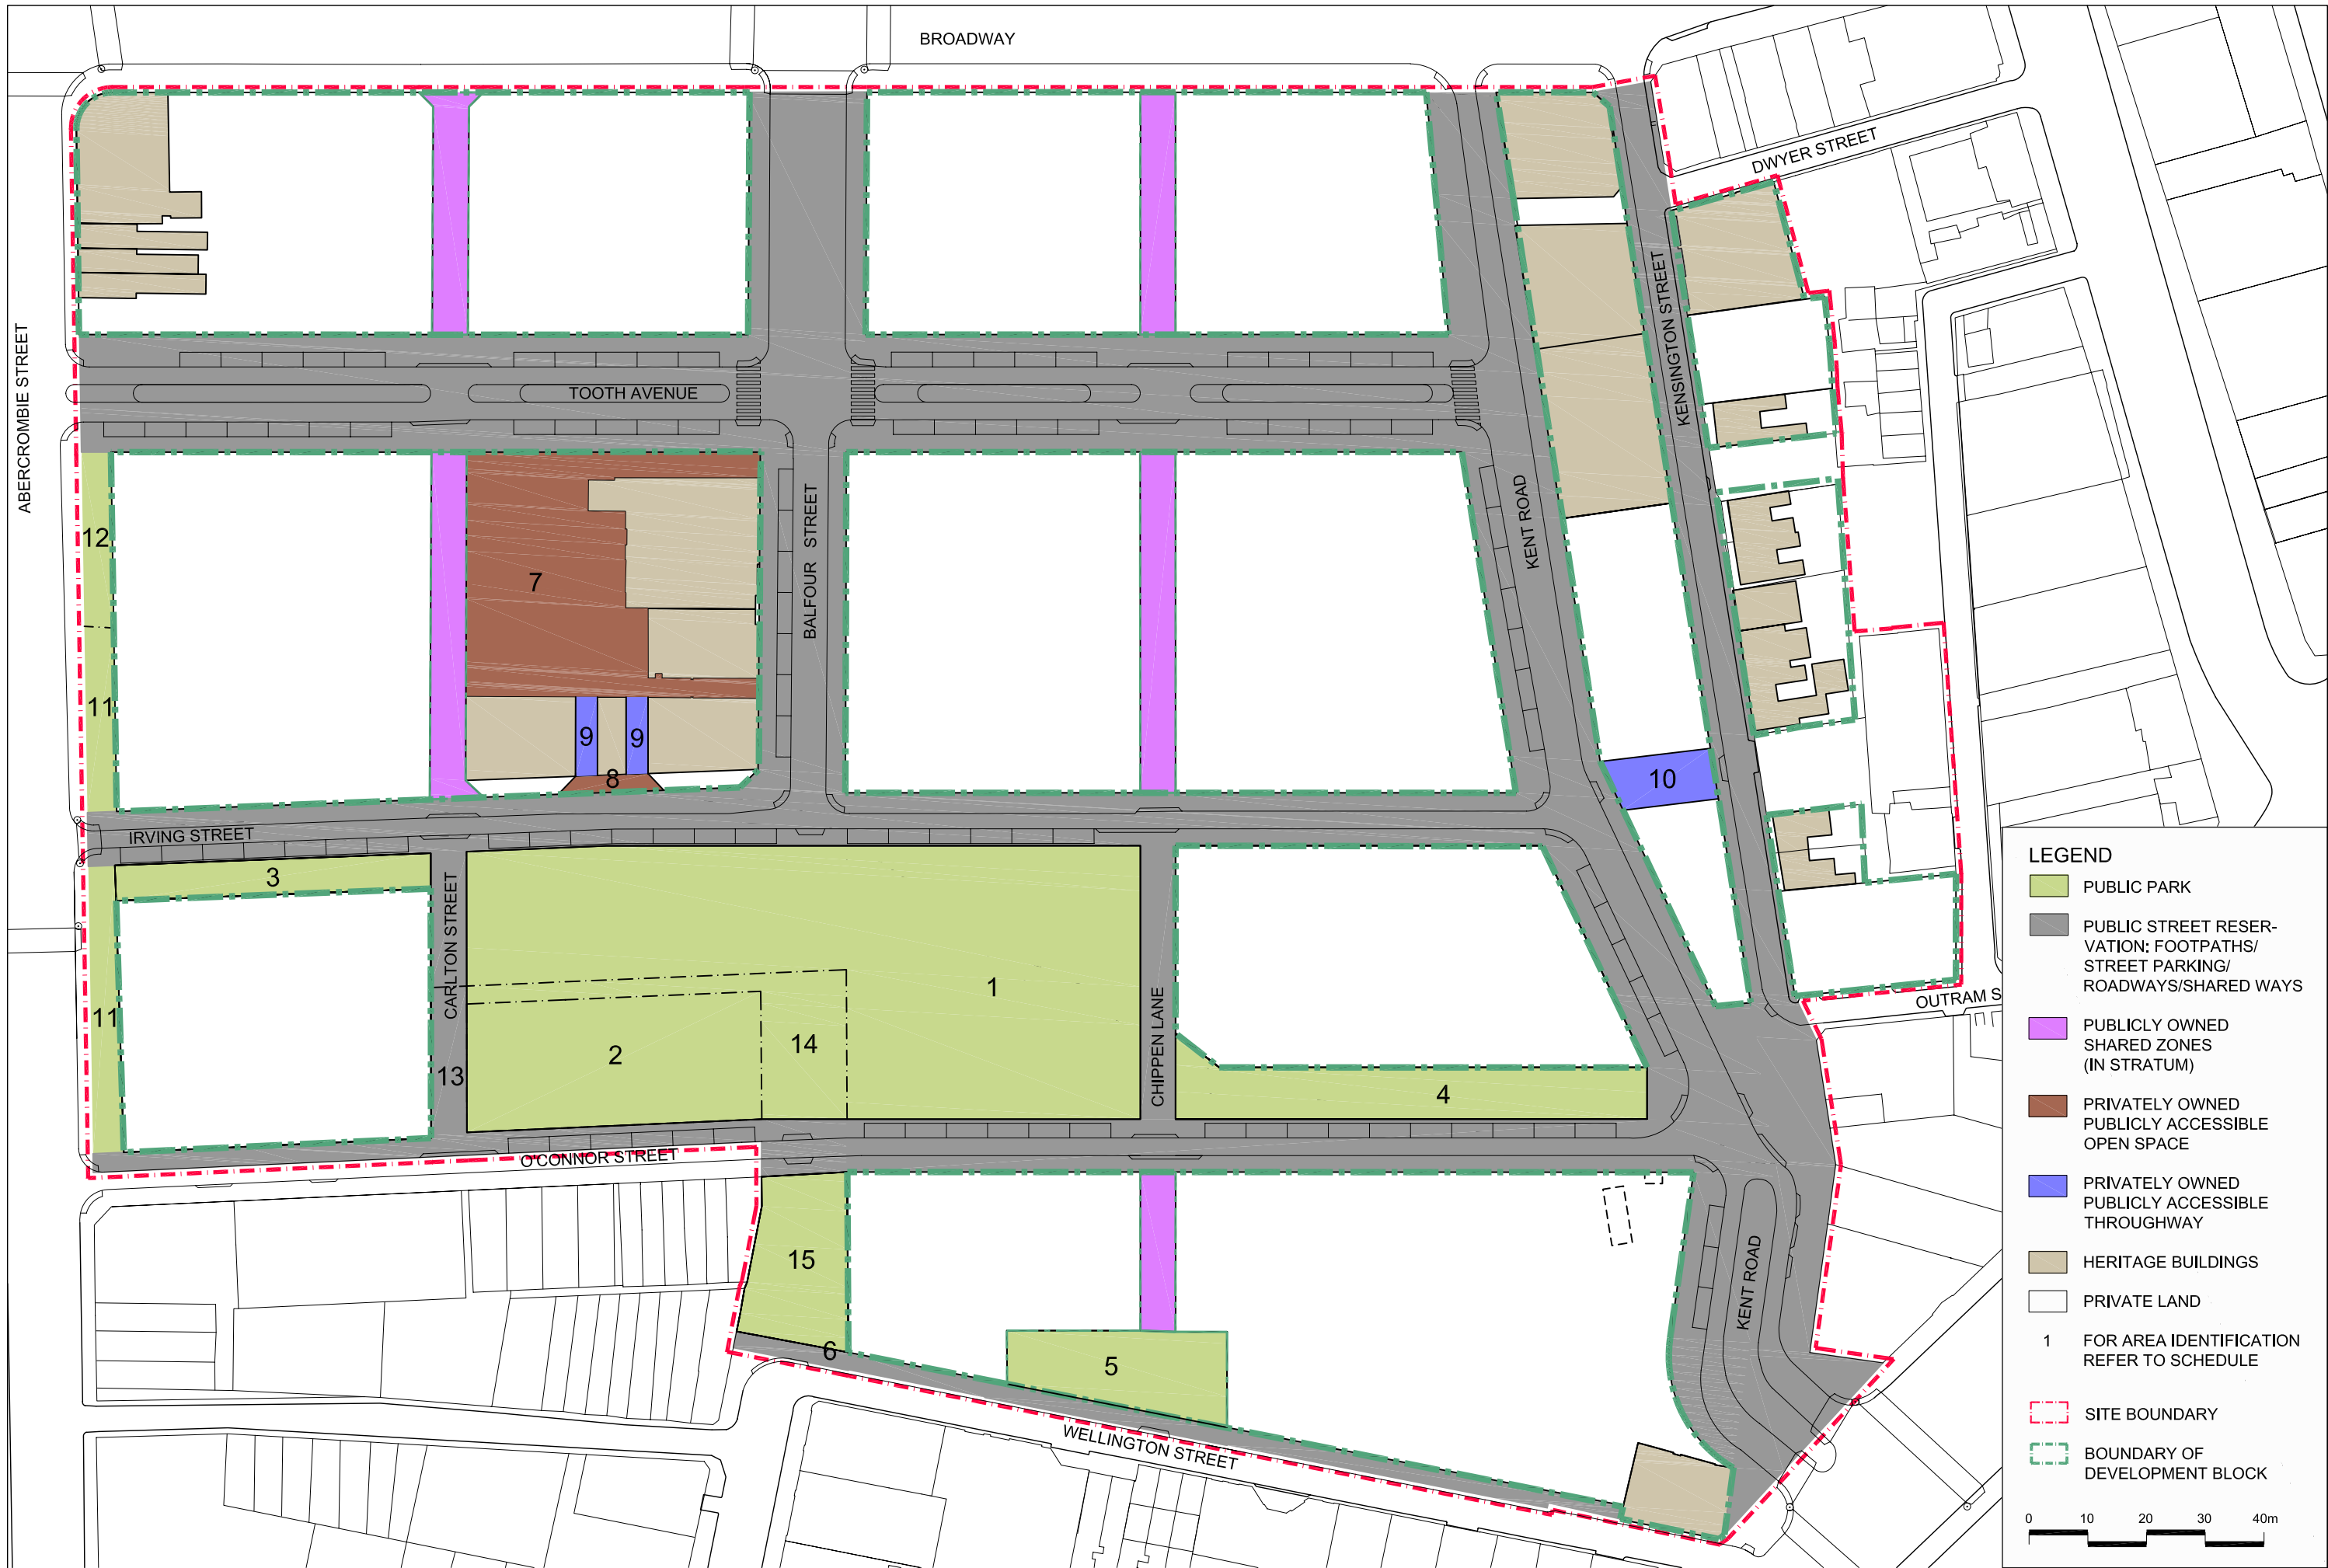 BROADWAY
DWYER STREET
ABERCROMBIE STREET
KENSINGTON STREET
TOOTH AVENUE
BALFOUR STREET
KENT ROAD
12
7
11
9
9
8
10
IRVING STREET
3
CARLTON STREET
1
11
2
14
13
CHIPPEN LANE
4
OUTRAM S
O'CONNOR STREET
15
6
5
KENT ROAD
WELLINGTON STREET
LEGEND
PUBLIC PARK
PUBLIC STREET RESER-
VATION: FOOTPATHS/
STREET PARKING/
ROADWAYS/SHARED WAYS
PUBLICLY OWNED
SHARED ZONES
(IN STRATUM)
PRIVATELY OWNED
PUBLICLY ACCESSIBLE
OPEN SPACE
PRIVATELY OWNED
PUBLICLY ACCESSIBLE
THROUGHWAY
HERITAGE BUILDINGS
PRIVATE LAND
1 FOR AREA IDENTIFICATION
REFER TO SCHEDULE
SITE BOUNDARY
BOUNDARY OF
DEVELOPMENT BLOCK
0 10 20 30 40m